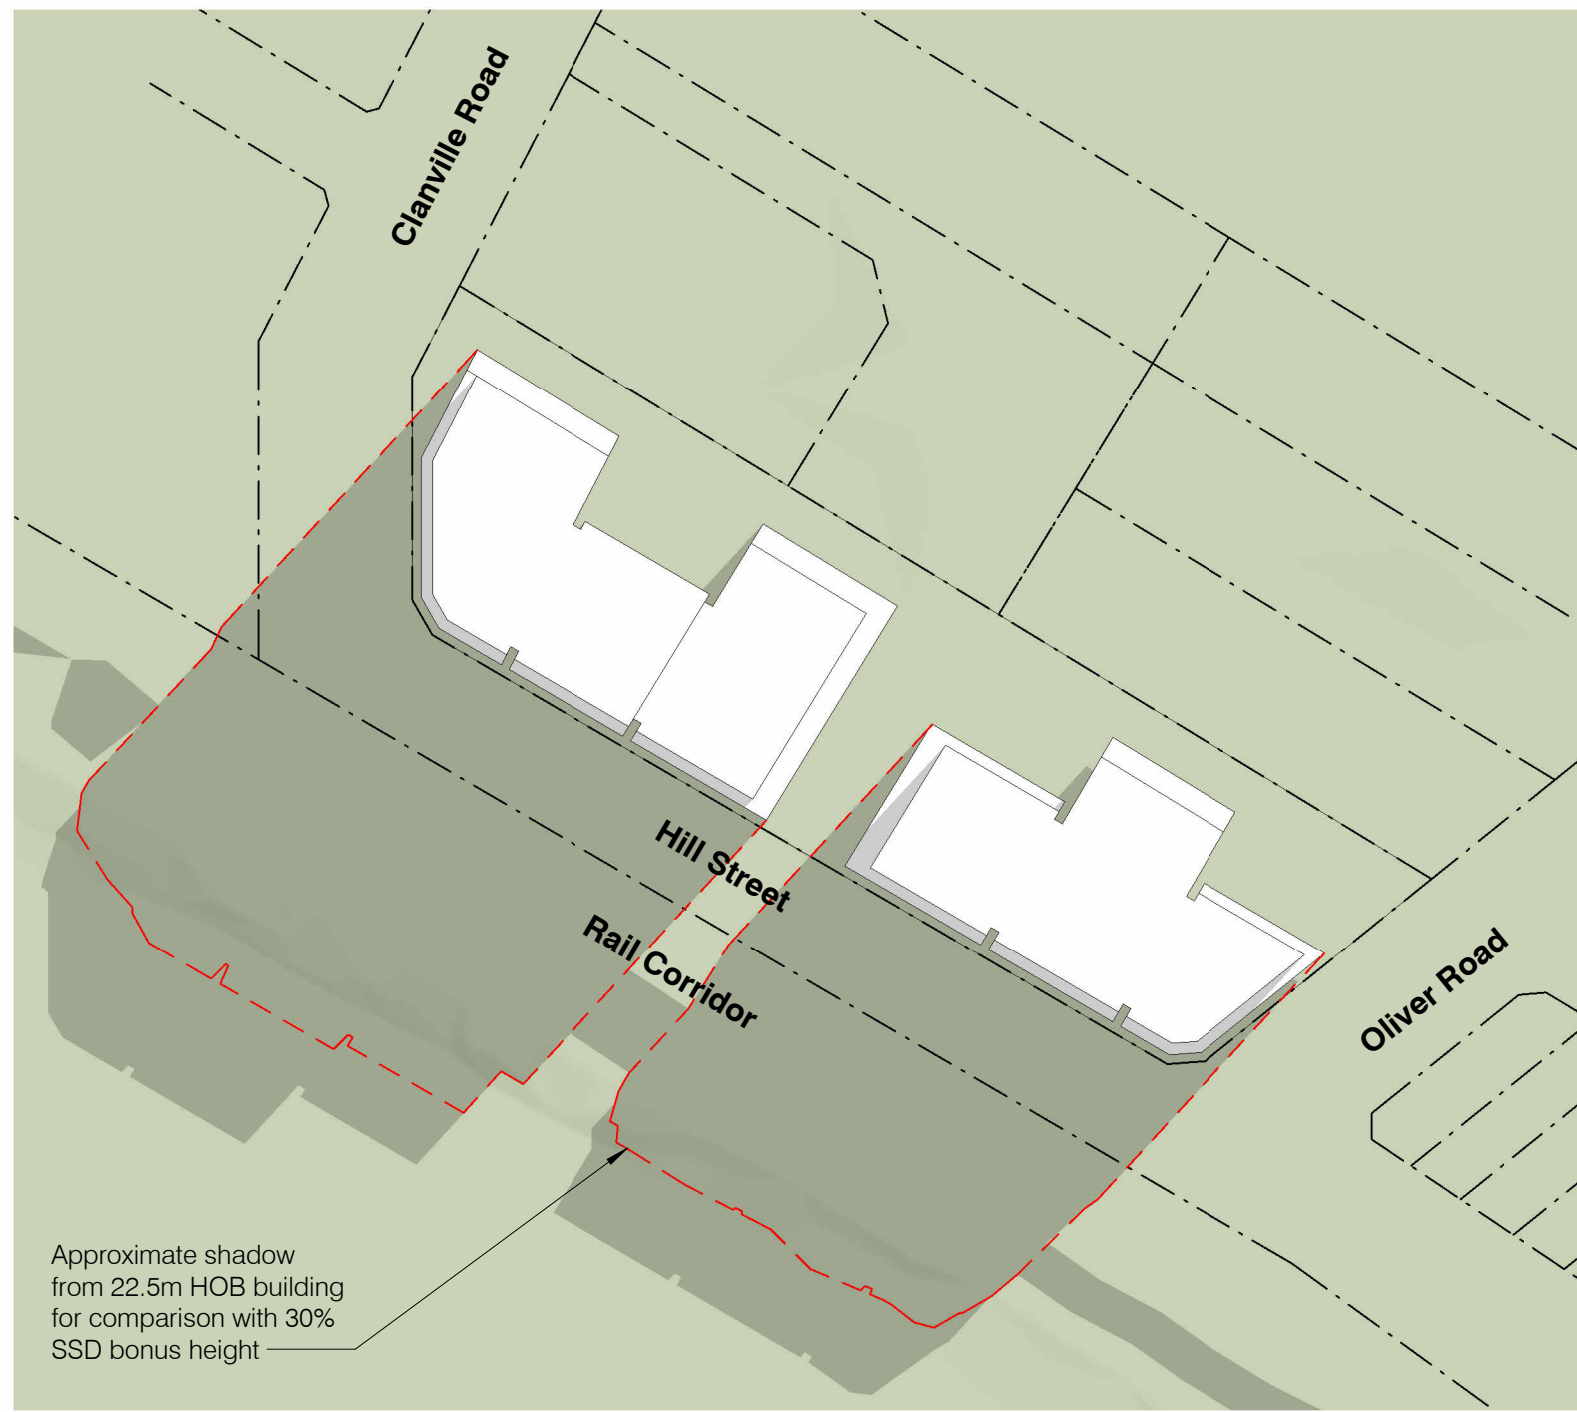 Clanville Road
Hill Street
Rail Corridor
Oliver Road
Approximate shadow
from 22.5m HOB building
for comparison with 30%
SSD bonus height